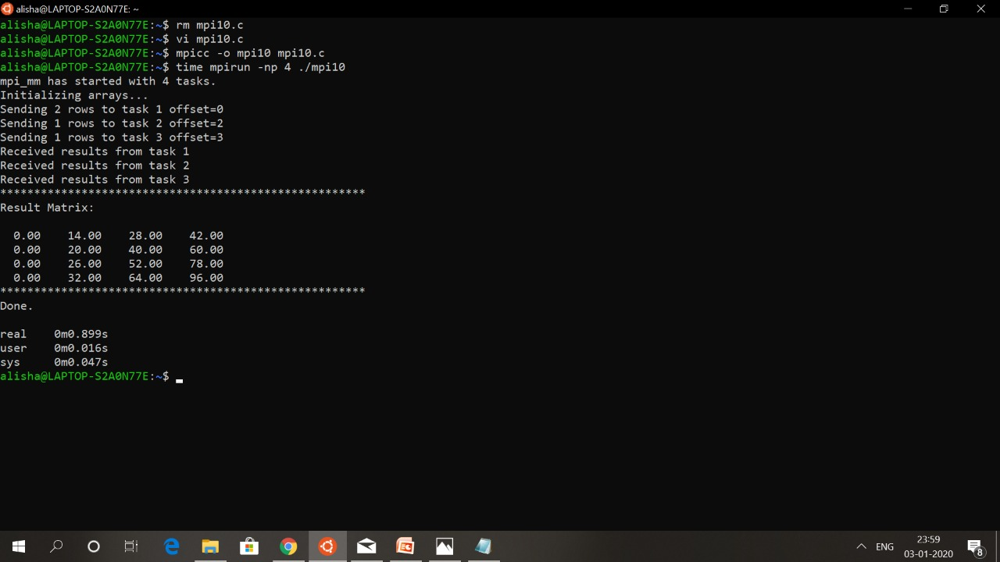 alisha@LAPTOP-S2A0N77E: ~
alisha@LAPTOP-S2A0N77E:~$ rm mpi10.c
alisha@LAPTOP-S2A0N77E:~$ vi mpi10.c
alisha@LAPTOP-S2A0N77E:~$ mpicc -o mpi10 mpi10.c
alisha@LAPTOP-S2A0N77E:~$ time mpirun -np 4 ./mpi10
mpi_mm has started with 4 tasks.
Initializing arrays...
Sending 2 rows to task 1 offset=0
Sending 1 rows to task 2 offset=2
Sending 1 rows to task 3 offset=3
Received results from task 1
Received results from task 2
Received results from task 3
******************************************************
Result Matrix:
0.00 14.00 28.00 42.00
0.00 20.00 40.00 60.00
0.00 26.00 52.00 78.00
0.00 32.00 64.00 96.00
******************************************************
Done.
real 0m0.899s
user 0m0.016s
sys 0m0.047s
alisha@LAPTOP-S2A0N77E:~$
ENG
23:59
03-01-2020
8